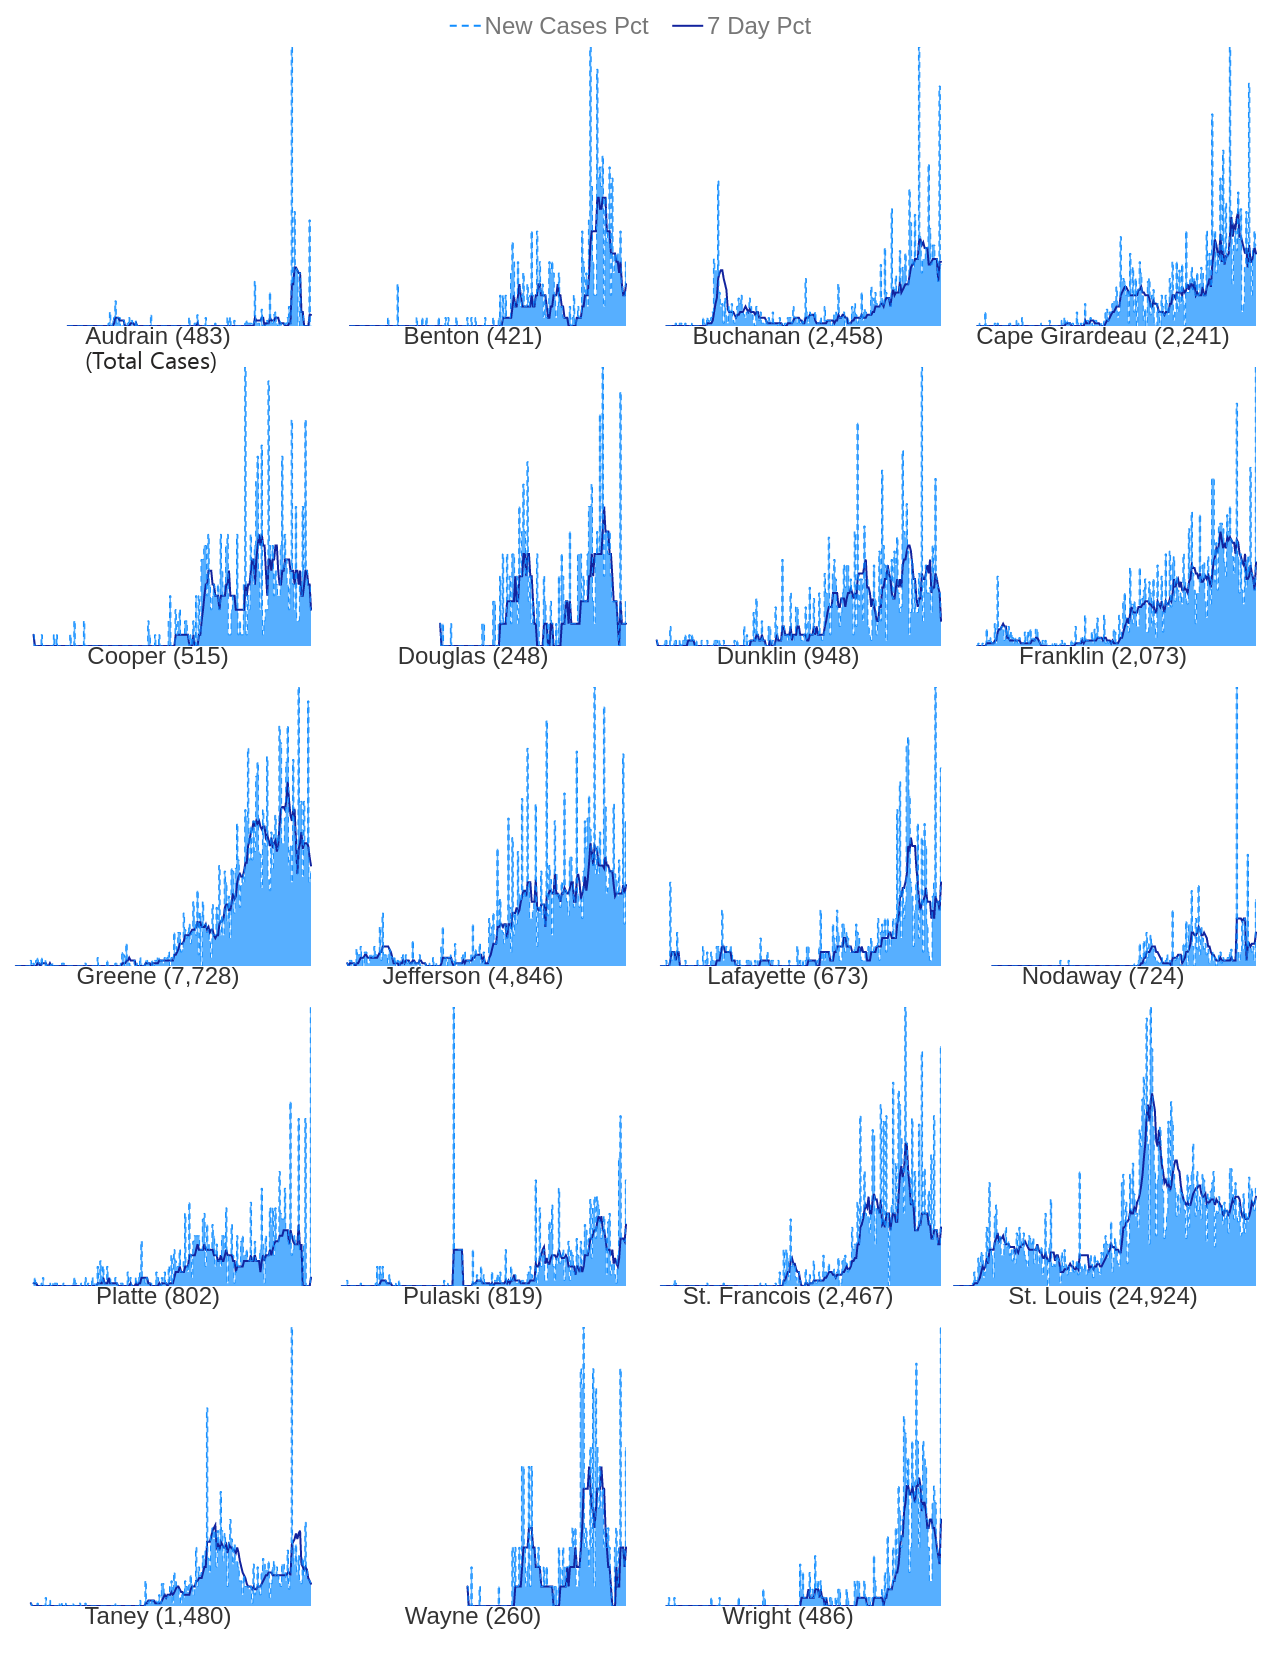 New Cases Pct 7 Day Pct
Audrain (483) Benton (421) Buchanan (2,458) Cape Girardeau (2,241)
(Total Cases)
Cooper (515) Douglas (248) Dunklin (948) Franklin (2,073)
Greene (7,728) Jefferson (4,846) Lafayette (673) Nodaway (724)
Platte (802) Pulaski (819) St. Francois (2,467) St. Louis (24,924)
Taney (1,480) Wayne (260) Wright (486)